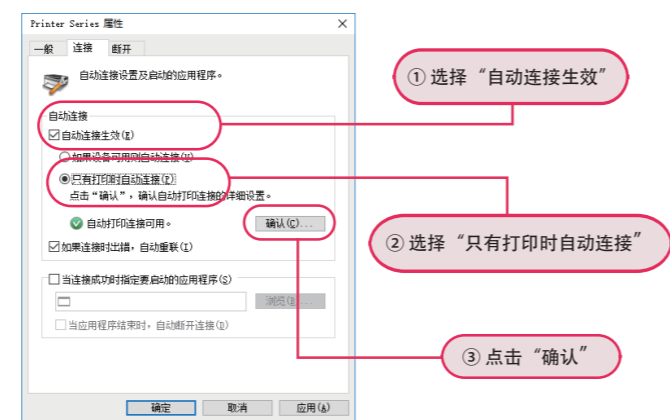 Printer Series 属性
一般 连接 断开
自动连接设置及启动的应用程序。
自动连接
自动连接生效(E)
如果设备可用则自动连接(U)
只有打印时自动连接(P)
点击“确认”，确认自动打印连接的详细设置。
自动打印连接可用。 确认(C)...
如果连接时出错，自动重联(I)
当连接成功时指定要启动的应用程序(S)
浏览(B)...
当应用程序结束时，自动断开连接(D)
确定 取消 应用(A)
① 选择“自动连接生效”
② 选择“只有打印时自动连接”
③ 点击“确认”